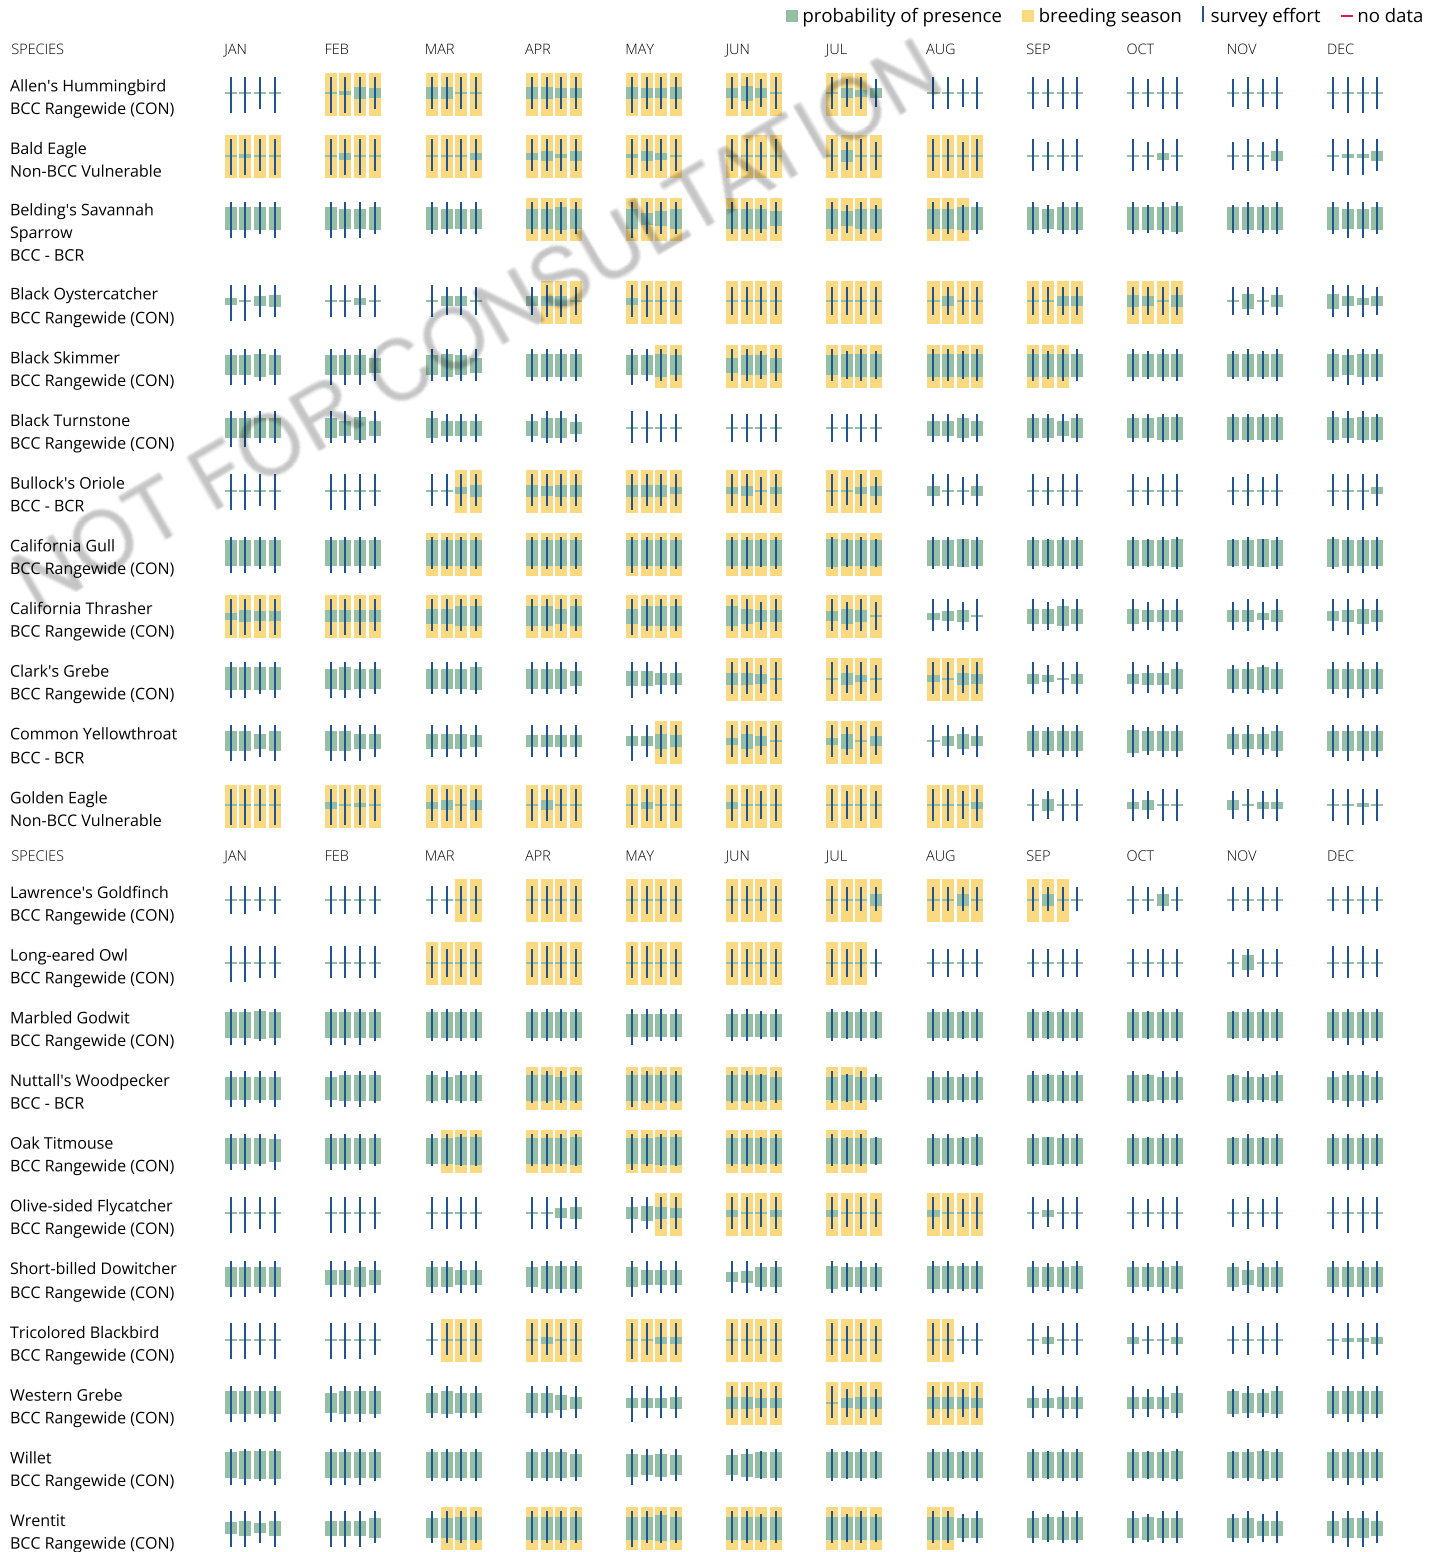 probability of presence breeding season survey effort no data
SPECIES JAN FEB MAR APR MAY JUN JUL AUG SEP OCT NOV DEC
Allen's Hummingbird
BCC Rangewide (CON)
Bald Eagle
Non-BCC Vulnerable
Belding's Savannah
Sparrow
BCC - BCR
Black Oystercatcher
BCC Rangewide (CON)
Black Skimmer
BCC Rangewide (CON)
Black Turnstone
BCC Rangewide (CON)
Bullock's Oriole
BCC - BCR
California Gull
BCC Rangewide (CON)
California Thrasher
BCC Rangewide (CON)
Clark's Grebe
BCC Rangewide (CON)
Common Yellowthroat
BCC - BCR
Golden Eagle
Non-BCC Vulnerable
SPECIES JAN FEB MAR APR MAY JUN JUL AUG SEP OCT NOV DEC
Lawrence's Goldfinch
BCC Rangewide (CON)
Long-eared Owl
BCC Rangewide (CON)
Marbled Godwit
BCC Rangewide (CON)
Nuttall's Woodpecker
BCC - BCR
Oak Titmouse
BCC Rangewide (CON)
Olive-sided Flycatcher
BCC Rangewide (CON)
Short-billed Dowitcher
BCC Rangewide (CON)
Tricolored Blackbird
BCC Rangewide (CON)
Western Grebe
BCC Rangewide (CON)
Willet
BCC Rangewide (CON)
Wrentit
BCC Rangewide (CON)
NOT FOR CONSULTATION